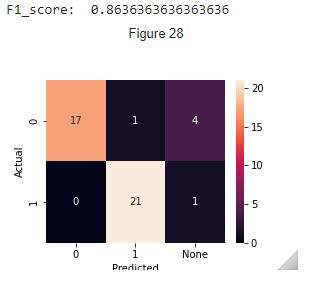 F1_score: 0.8636363636363636
Figure 28
20
0 17 1 4
15
Actual
10
1 0 21 1
5
0
0 1 None
Predicted